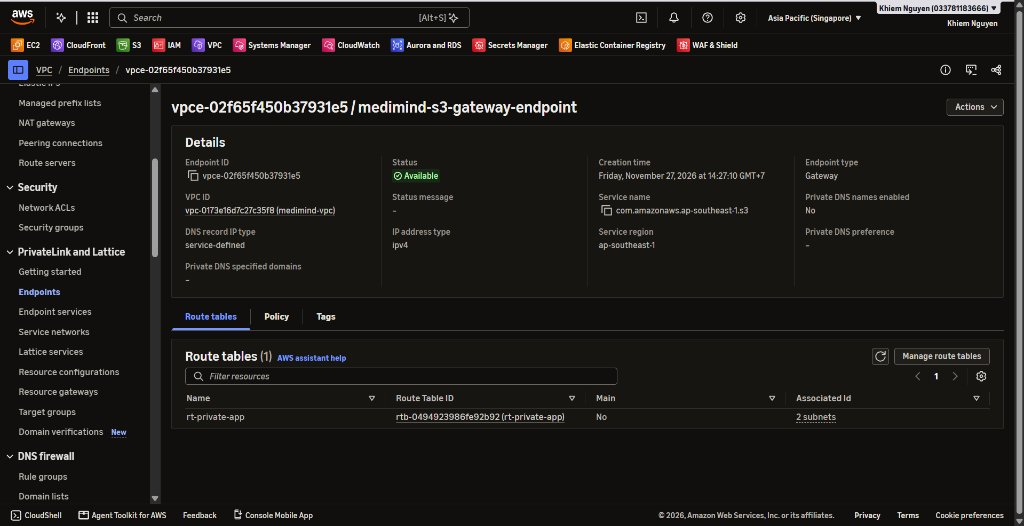 aws
Search [Alt+S]
Asia Pacific (Singapore) ▼
Khiem Nguyen (033781183666) ▼
Khiem Nguyen
EC2 CloudFront S3 IAM VPC Systems Manager CloudWatch Aurora and RDS Secrets Manager Elastic Container Registry WAF & Shield
VPC / Endpoints / vpce-02f65f450b37931e5
Managed prefix lists
NAT gateways
Peering connections
Route servers
Security
Network ACLs
Security groups
PrivateLink and Lattice
Getting started
Endpoints
Endpoint services
Service networks
Lattice services
Resource configurations
Resource gateways
Target groups
Domain verifications New
DNS firewall
Rule groups
Domain lists
vpce-02f65f450b37931e5 / medimind-s3-gateway-endpoint
Actions
Details
Endpoint ID
vpce-02f65f450b37931e5
Status
Available
Creation time
Friday, November 27, 2026 at 14:27:10 GMT+7
Endpoint type
Gateway
VPC ID
vpc-0173e16d7c27c35f8 (medimind-vpc)
Status message
–
Service name
com.amazonaws.ap-southeast-1.s3
Private DNS names enabled
No
DNS record IP type
service-defined
IP address type
ipv4
Service region
ap-southeast-1
Private DNS preference
–
Private DNS specified domains
–
Route tables Policy Tags
Route tables (1) AWS assistant help
Manage route tables
Filter resources
1
Name Route Table ID Main Associated Id
rt-private-app rtb-0494923986fe92b92 (rt-private-app) No 2 subnets
CloudShell Agent Toolkit for AWS Feedback Console Mobile App
© 2026, Amazon Web Services, Inc. or its affiliates. Privacy Terms Cookie preferences